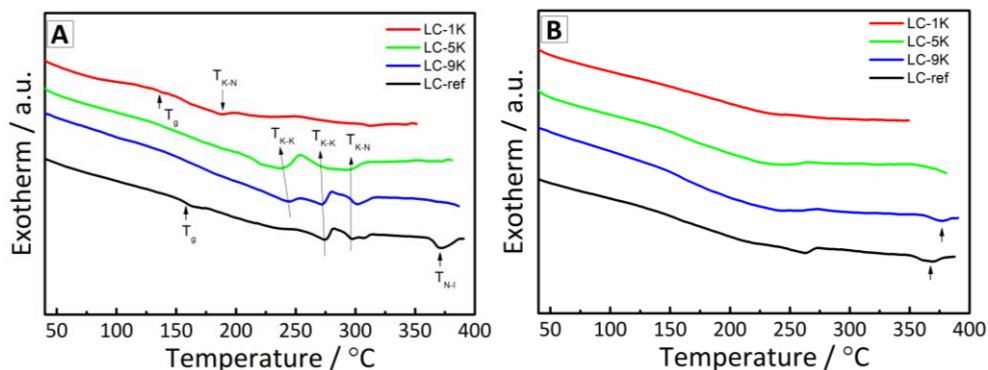 A
LC-1K
LC-5K
LC-9K
LC-ref
T_K-N
T_g
T_K-K
T_K-K
T_K-N
T_g
T_N-I
Exotherm / a.u.
50 100 150 200 250 300 350 400
Temperature / °C
B
LC-1K
LC-5K
LC-9K
LC-ref
Exotherm / a.u.
50 100 150 200 250 300 350 400
Temperature / °C